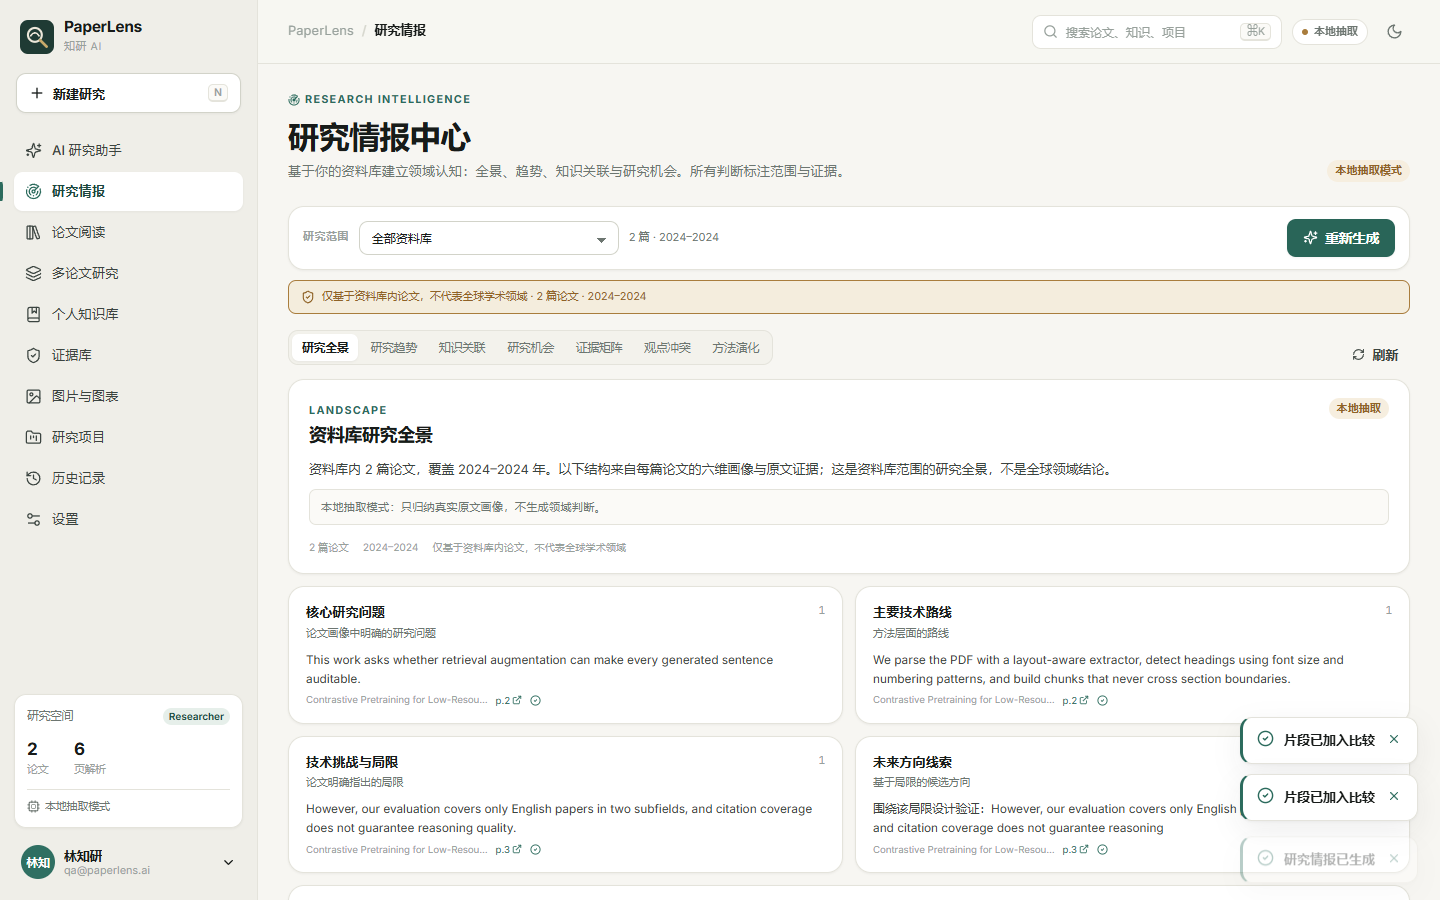 PaperLens
知研 AI
新建研究
N
AI 研究助手
研究情报
论文阅读
多论文研究
个人知识库
证据库
图片与图表
研究项目
历史记录
设置
研究空间
Researcher
2
6
论文
页解析
本地抽取模式
林知
林知研
qa@paperlens.ai
PaperLens / 研究情报
搜索论文、知识、项目
⌘K
本地抽取
RESEARCH INTELLIGENCE
研究情报中心
基于你的资料库建立领域认知：全景、趋势、知识关联与研究机会。所有判断标注范围与证据。
本地抽取模式
研究范围
全部资料库
2 篇 · 2024–2024
重新生成
仅基于资料库内论文，不代表全球学术领域 · 2 篇论文 · 2024–2024
研究全景
研究趋势
知识关联
研究机会
证据矩阵
观点冲突
方法演化
刷新
LANDSCAPE
本地抽取
资料库研究全景
资料库内 2 篇论文，覆盖 2024–2024 年。以下结构来自每篇论文的六维画像与原文证据；这是资料库范围的研究全景，不是全球领域结论。
本地抽取模式：只归纳真实原文画像，不生成领域判断。
2 篇论文
2024–2024
仅基于资料库内论文，不代表全球学术领域
核心研究问题
1
论文画像中明确的研究问题
This work asks whether retrieval augmentation can make every generated sentence
auditable.
Contrastive Pretraining for Low-Resou... p.2
主要技术路线
1
方法层面的路线
We parse the PDF with a layout-aware extractor, detect headings using font size and
numbering patterns, and build chunks that never cross section boundaries.
Contrastive Pretraining for Low-Resou... p.2
技术挑战与局限
1
论文明确指出的局限
However, our evaluation covers only English papers in two subfields, and citation coverage
does not guarantee reasoning quality.
Contrastive Pretraining for Low-Resou... p.3
未来方向线索
基于局限的候选方向
围绕该局限设计验证：However, our evaluation covers only English
and citation coverage does not guarantee reasoning
Contrastive Pretraining for Low-Resou... p.3
片段已加入比较
片段已加入比较
研究情报已生成